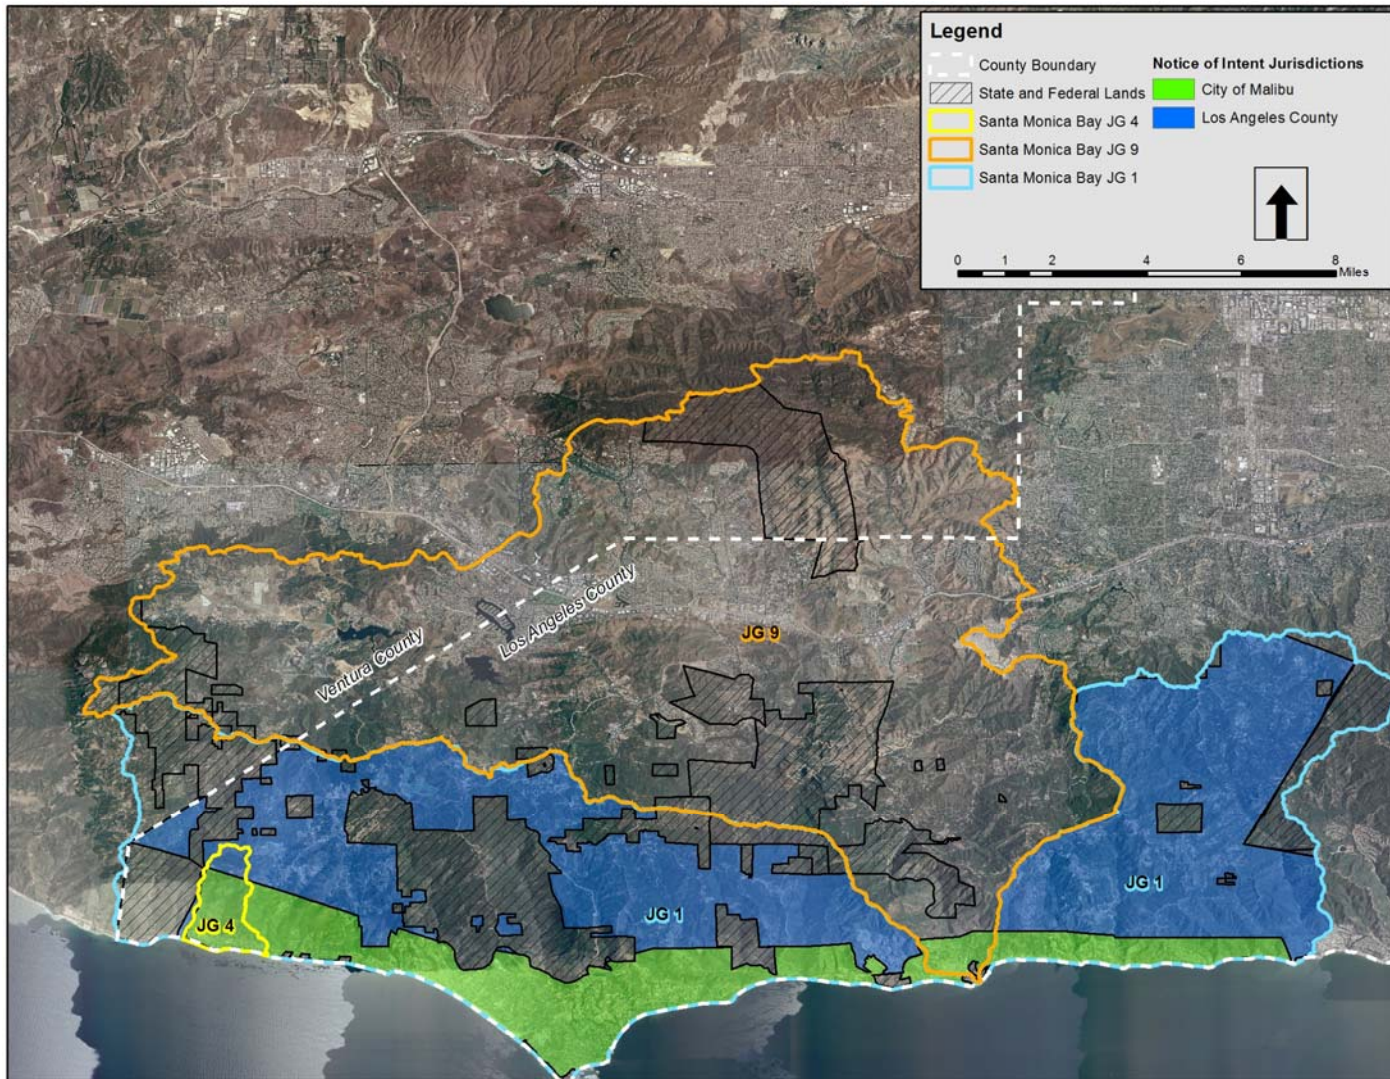 Legend
County Boundary
State and Federal Lands
Santa Monica Bay JG 4
Santa Monica Bay JG 9
Santa Monica Bay JG 1
Notice of Intent Jurisdictions
City of Malibu
Los Angeles County
0 1 2 4 6 8
Miles
Ventura County
Los Angeles County
JG 9
JG 1
JG 4
JG 1